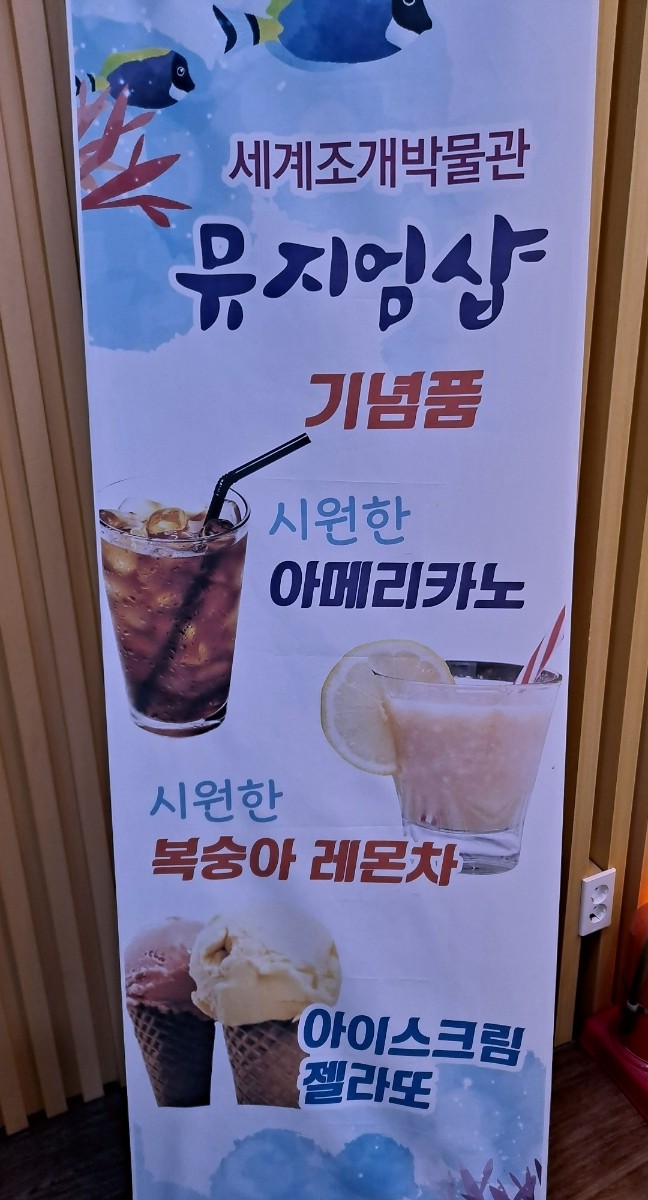 세계조개박물관
뮤지엄샵
기념품
시원한
아메리카노
시원한
복숭아 레몬차
아이스크림
젤라또